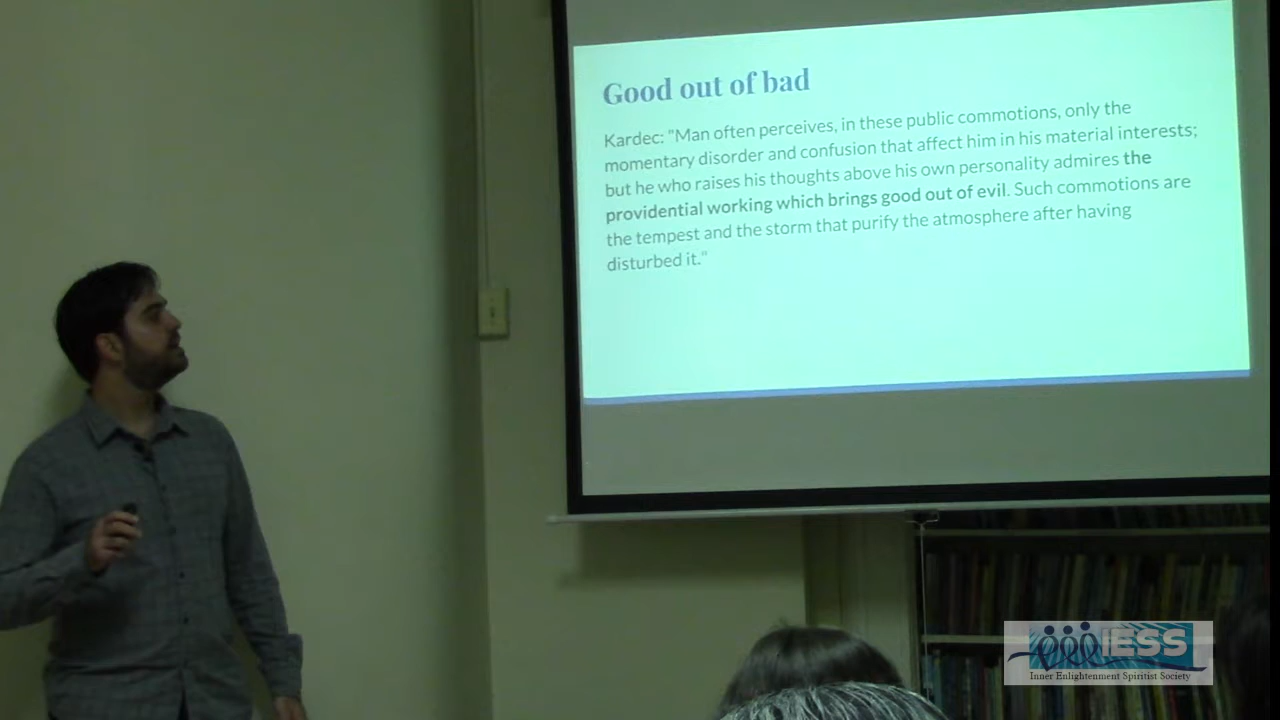 Good out of bad
Kardec: "Man often perceives, in these public commotions, only the
momentary disorder and confusion that affect him in his material interests;
but he who raises his thoughts above his own personality admires the
providential working which brings good out of evil. Such commotions are
the tempest and the storm that purify the atmosphere after having
disturbed it."
IESS
Inner Enlightenment Spiritist Society